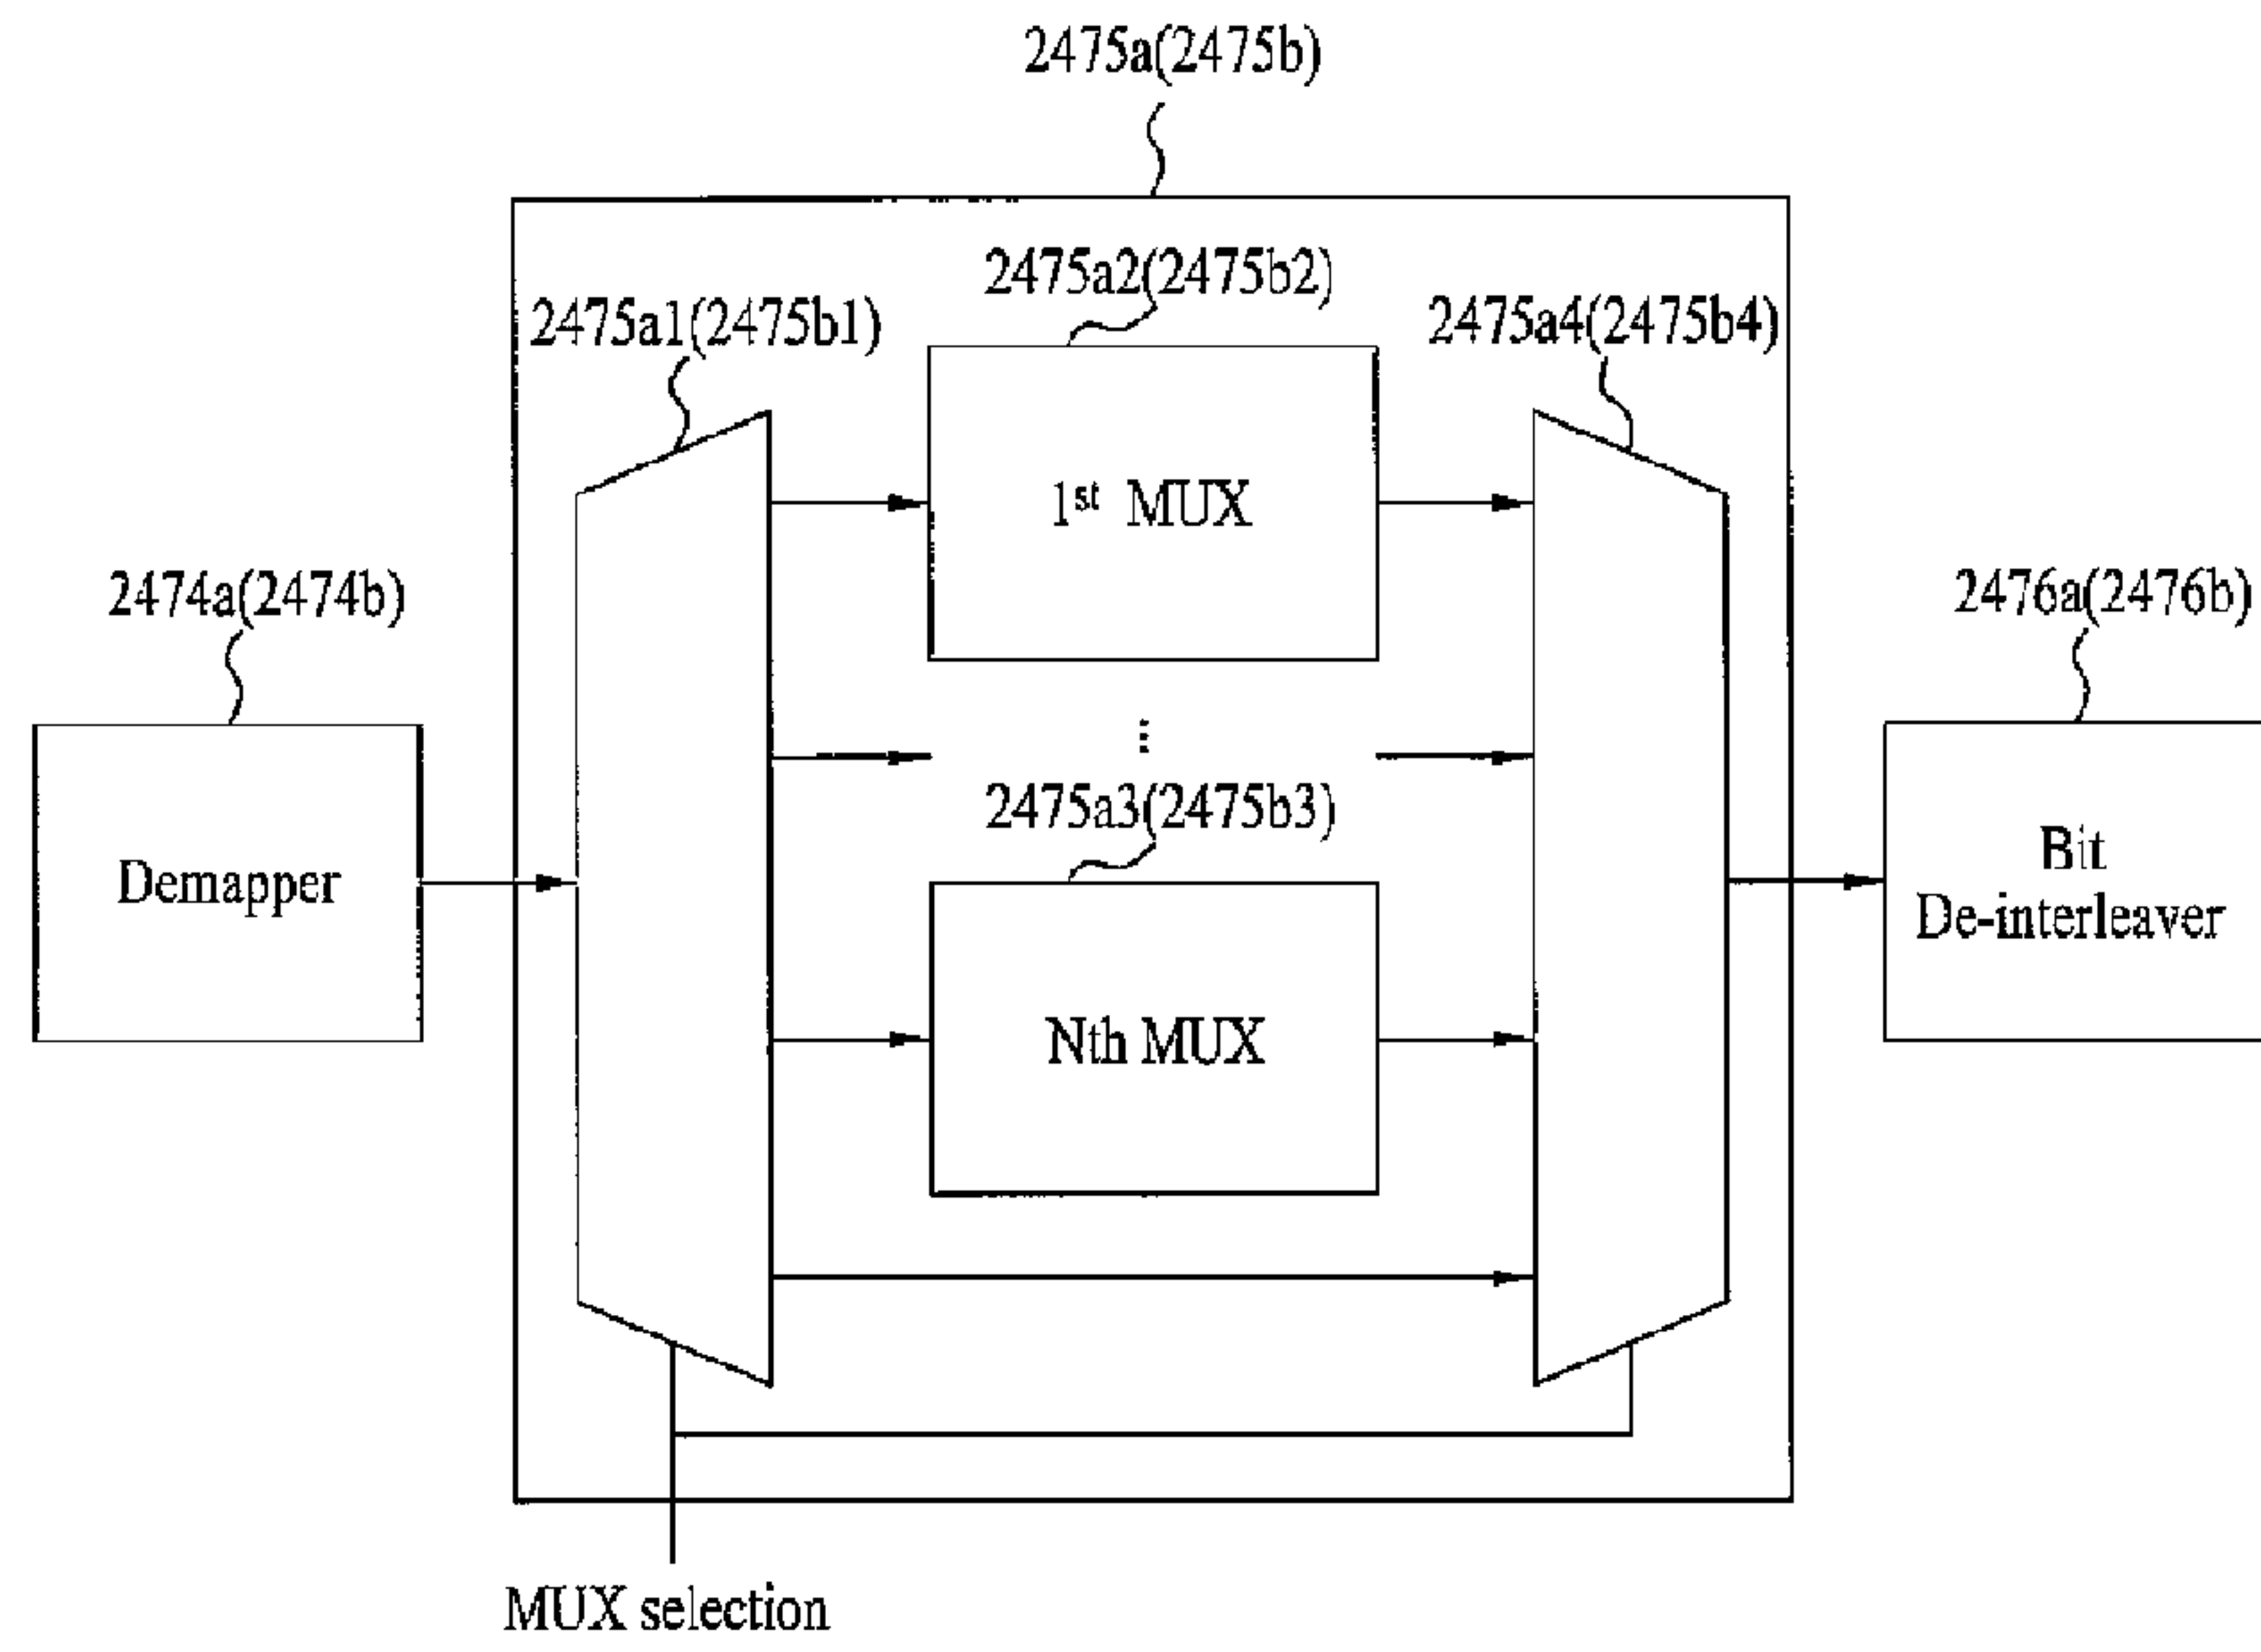 2475a(2475b)
2475a2(2475b2)
2475a1(2475b1)
2475a4(2475b4)
1st MUX
2474a(2474b)
2476a(2476b)
⋮
2475a3(2475b3)
Demapper
Bit
De-interleaver
Nth MUX
MUX selection